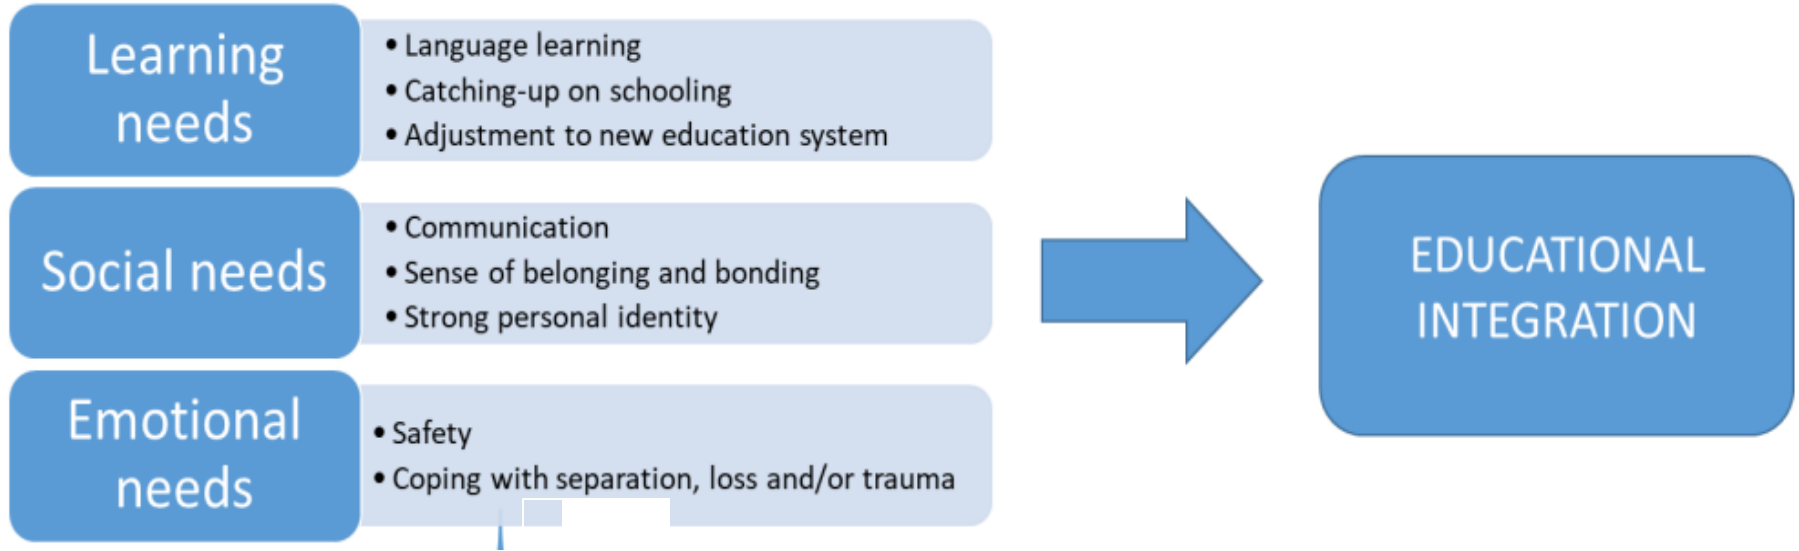 Learning
needs
• Language learning
• Catching-up on schooling
• Adjustment to new education system
Social needs
• Communication
• Sense of belonging and bonding
• Strong personal identity
Emotional
needs
• Safety
• Coping with separation, loss and/or trauma
EDUCATIONAL
INTEGRATION